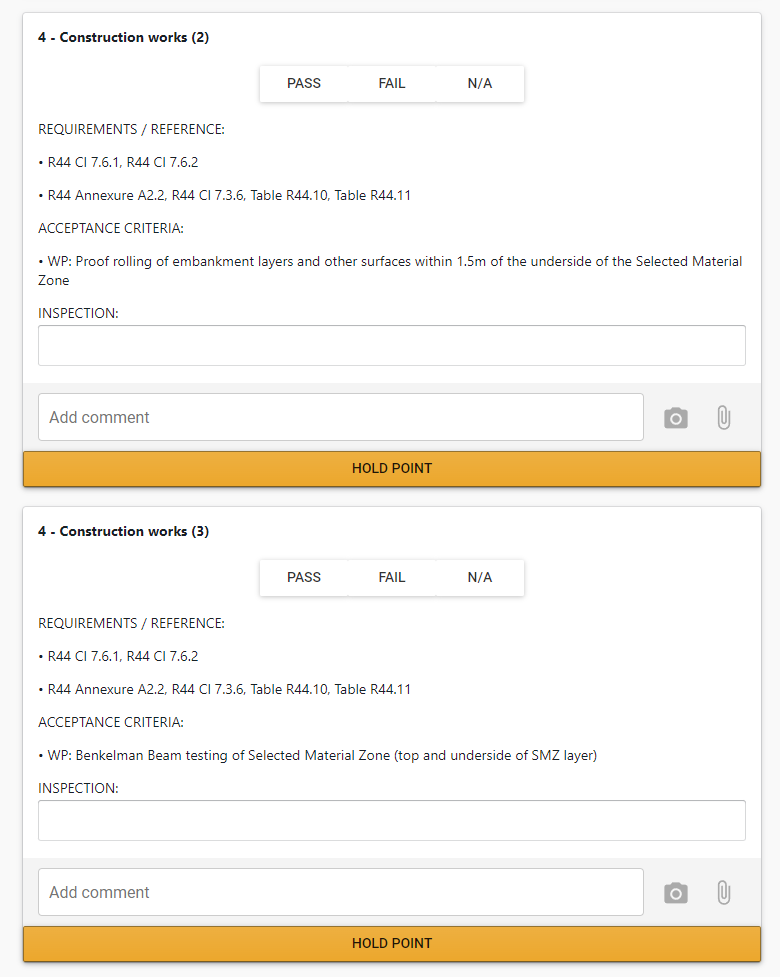 4 - Construction works (2)
PASS FAIL N/A
REQUIREMENTS / REFERENCE:
• R44 Cl 7.6.1, R44 Cl 7.6.2
• R44 Annexure A2.2, R44 Cl 7.3.6, Table R44.10, Table R44.11
ACCEPTANCE CRITERIA:
• WP: Proof rolling of embankment layers and other surfaces within 1.5m of the underside of the Selected Material
Zone
INSPECTION:
Add comment
HOLD POINT
4 - Construction works (3)
PASS FAIL N/A
REQUIREMENTS / REFERENCE:
• R44 Cl 7.6.1, R44 Cl 7.6.2
• R44 Annexure A2.2, R44 Cl 7.3.6, Table R44.10, Table R44.11
ACCEPTANCE CRITERIA:
• WP: Benkelman Beam testing of Selected Material Zone (top and underside of SMZ layer)
INSPECTION:
Add comment
HOLD POINT